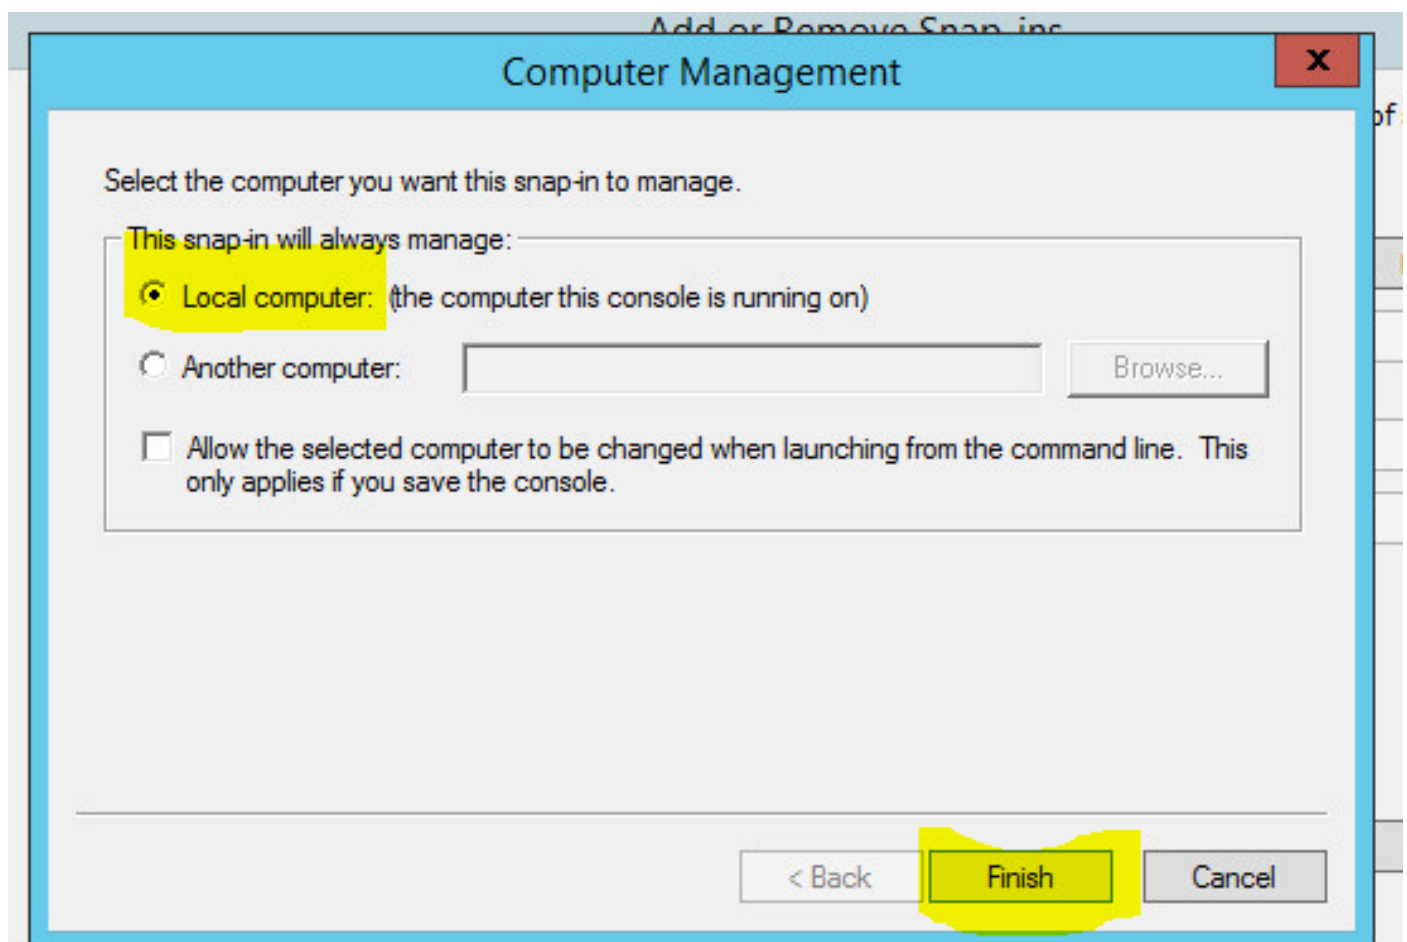 Add or Remove Snap-ins
Computer Management
x
of
Select the computer you want this snap-in to manage.
This snap-in will always manage:
Local computer: (the computer this console is running on)
Another computer:
Browse...
Allow the selected computer to be changed when launching from the command line. This
only applies if you save the console.
< Back
Finish
Cancel